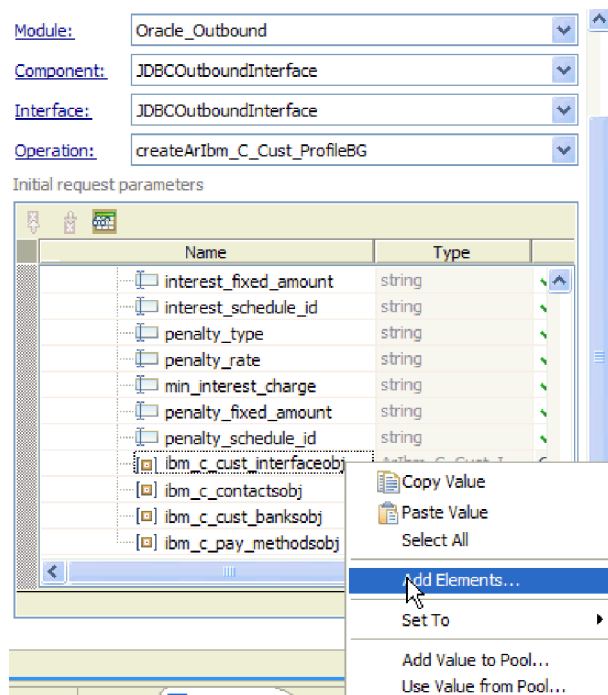 Module: Oracle_Outbound
Component: JDBCOutboundInterface
Interface: JDBCOutboundInterface
Operation: createArIbm_C_Cust_ProfileBG
Initial request parameters
Name Type
interest_fixed_amount string
interest_schedule_id string
penalty_type string
penalty_rate string
min_interest_charge string
penalty_fixed_amount string
penalty_schedule_id string
ibm_c_cust_interfaceobj
ibm_c_contactsobj
ibm_c_cust_banksobj
ibm_c_pay_methodsobj
Copy Value
Paste Value
Select All
Add Elements...
Set To
Add Value to Pool...
Use Value from Pool...